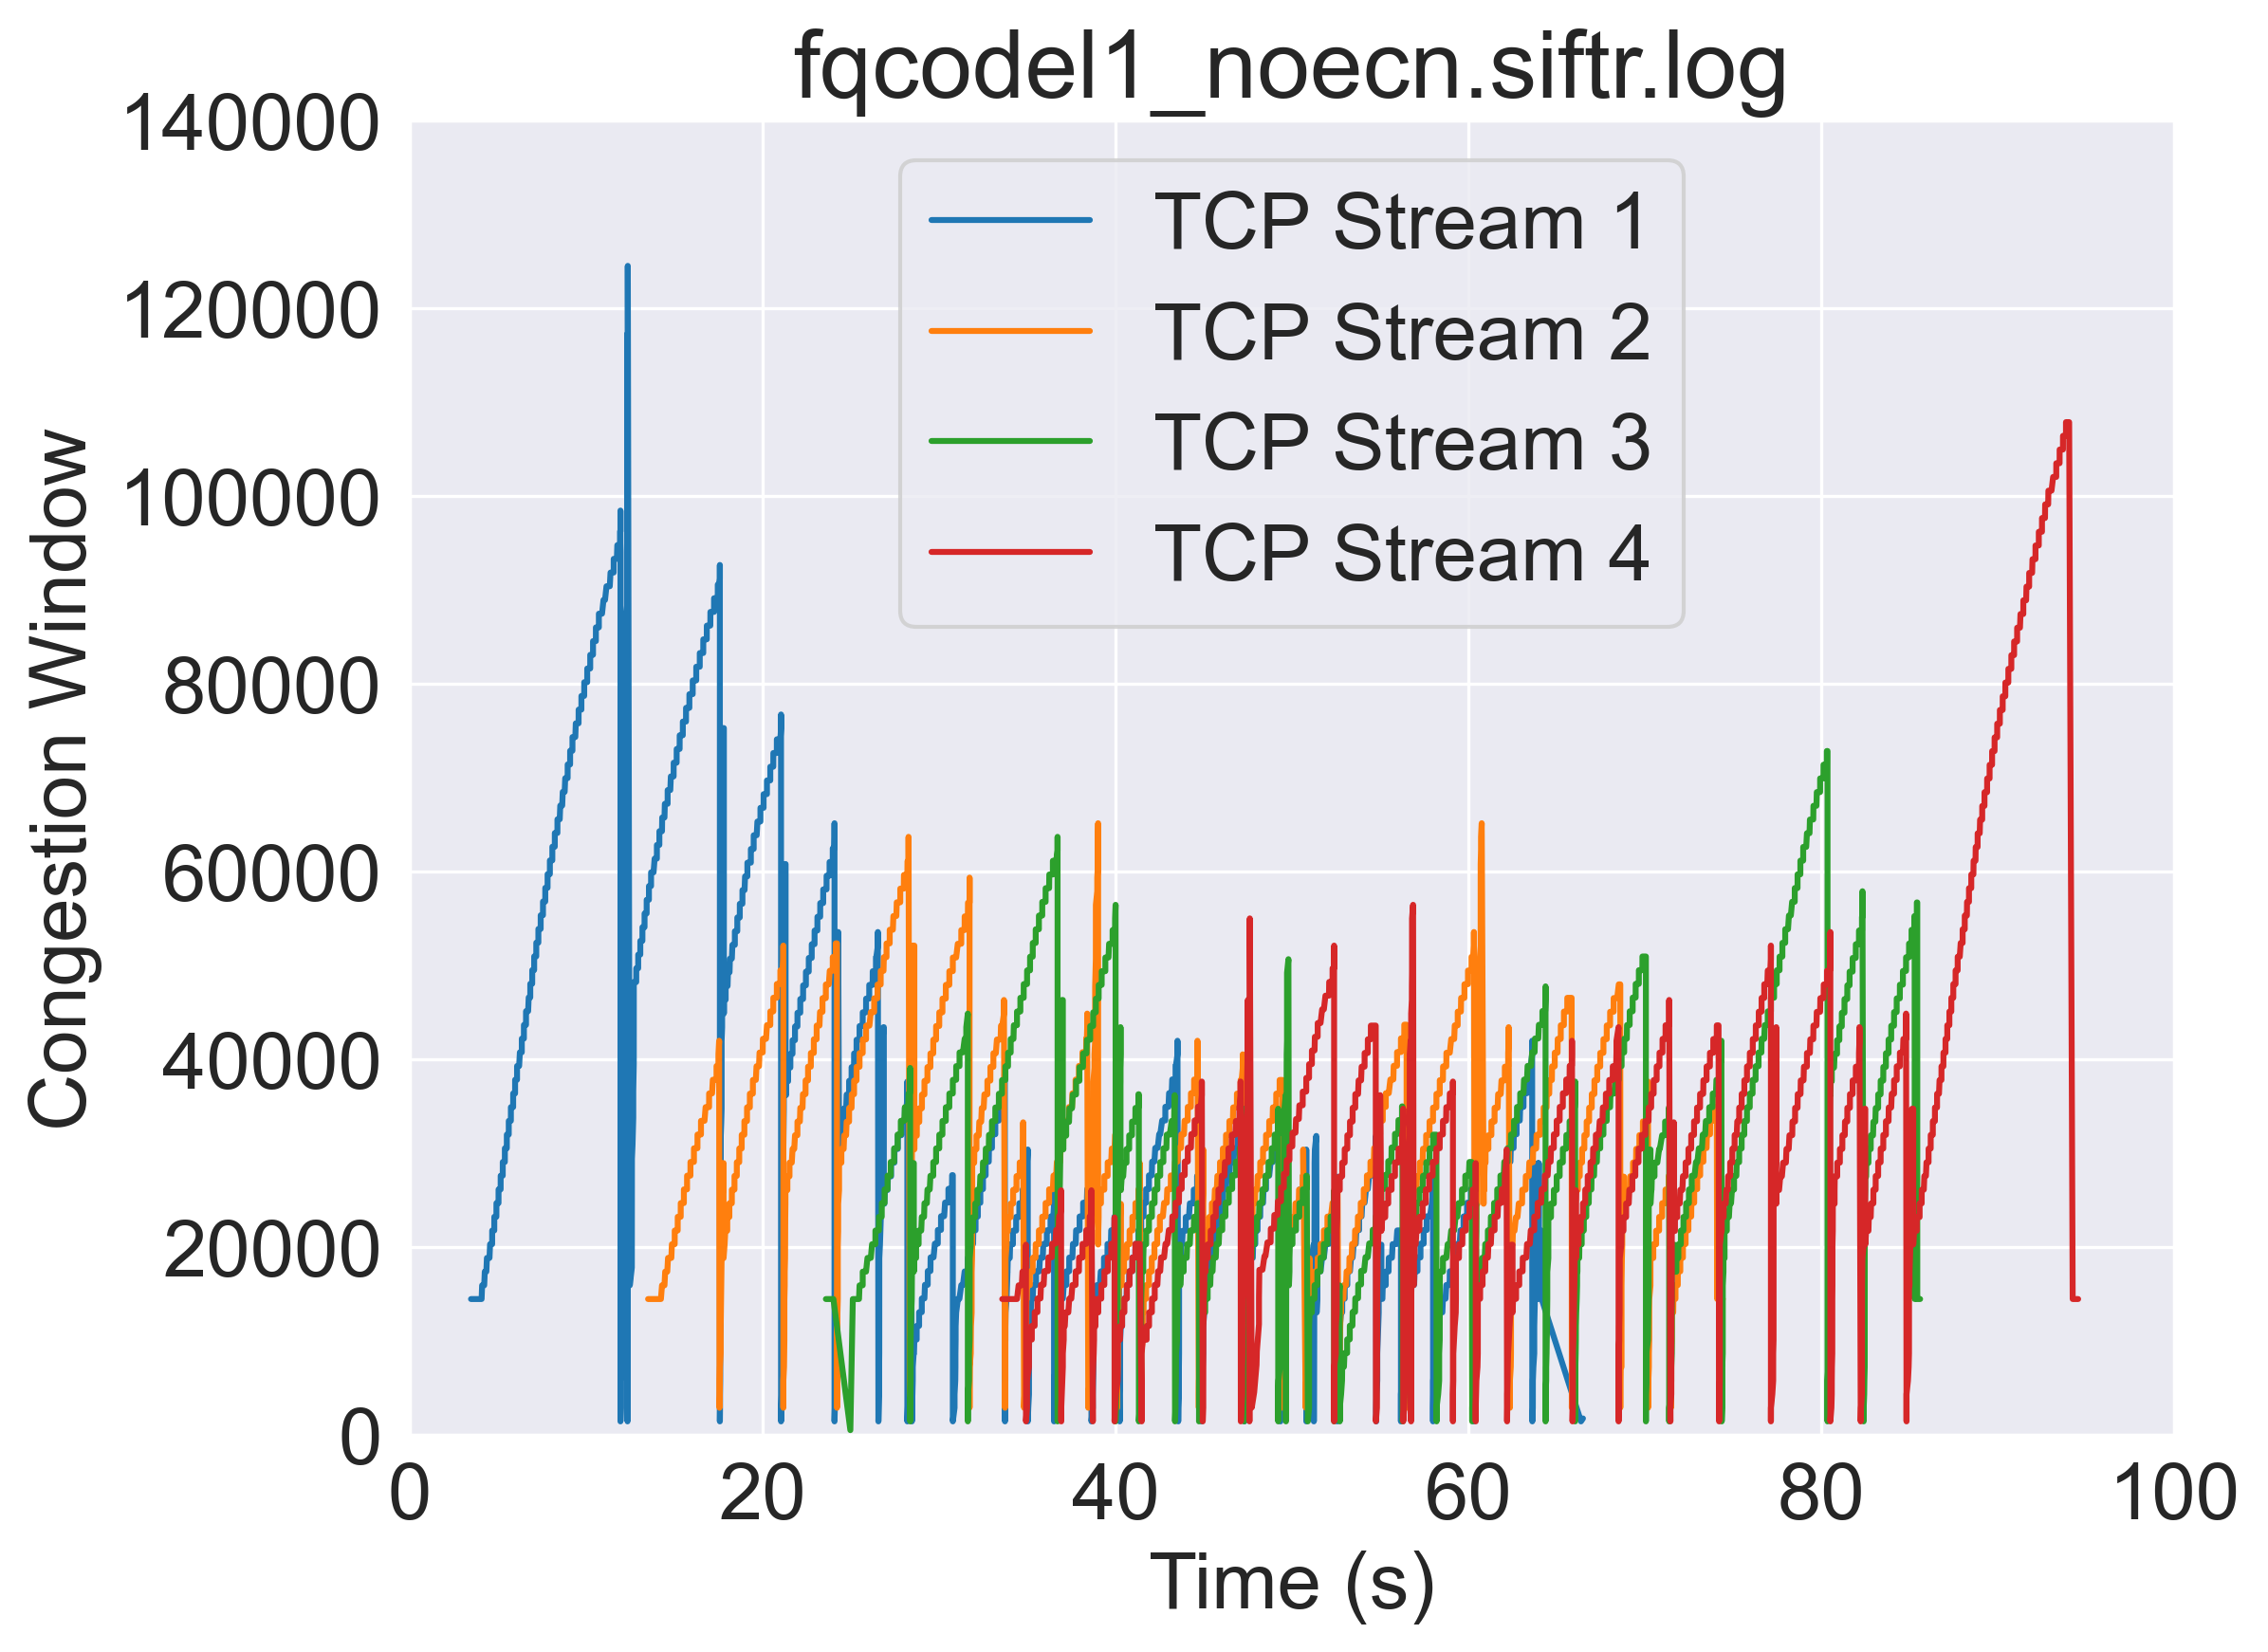 fqcodel1_noecn.siftr.log
140000
120000
100000
80000
60000
40000
20000
0
Congestion Window
TCP Stream 1
TCP Stream 2
TCP Stream 3
TCP Stream 4
0 20 40 60 80 100
Time (s)